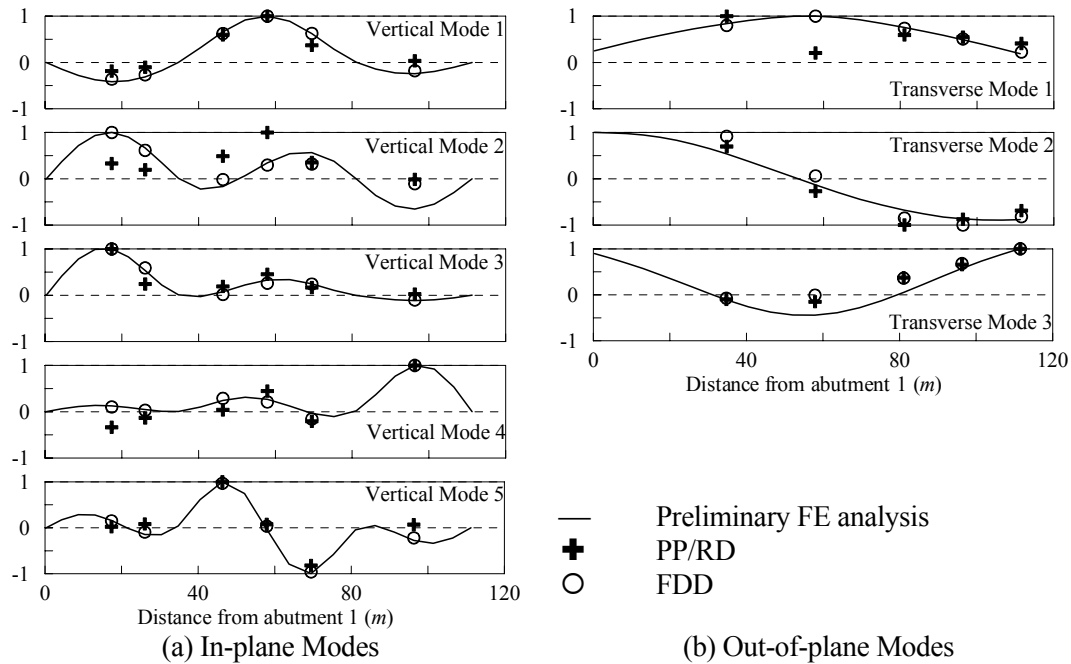 1
Vertical Mode 1
0
-1
1
Vertical Mode 2
0
-1
1
Vertical Mode 3
0
-1
1
0
Vertical Mode 4
-1
1
Vertical Mode 5
0
-1
0 40 80 120
Distance from abutment 1 (m)
(a) In-plane Modes
1
0
Transverse Mode 1
-1
1
Transverse Mode 2
0
-1
1
0
Transverse Mode 3
-1
0 40 80 120
Distance from abutment 1 (m)
Preliminary FE analysis
PP/RD
FDD
(b) Out-of-plane Modes